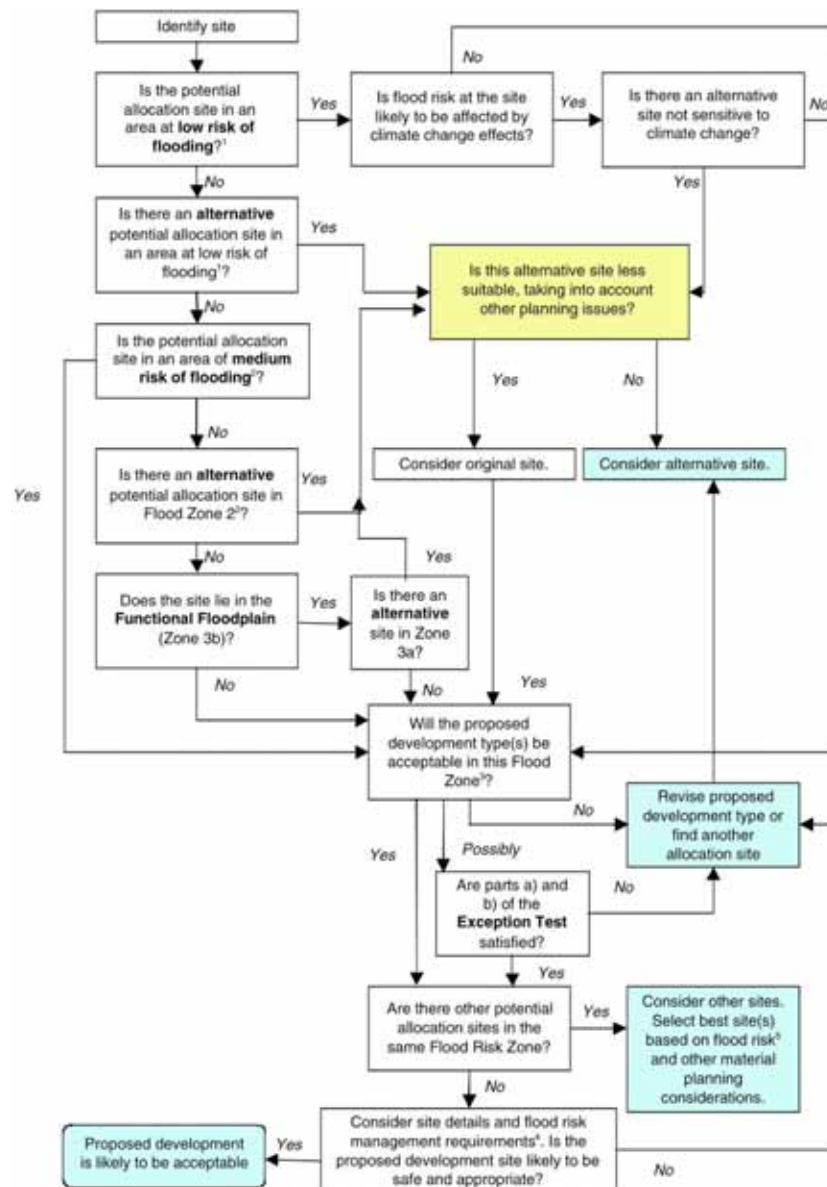 Identify site
No
Is the potential
allocation site in an
area at low risk of
flooding?¹
Yes
Is flood risk at the site
likely to be affected by
climate change effects?
Yes
Is there an alternative
site not sensitive to
climate change?
No
No
Yes
Is there an alternative
potential allocation site in
an area at low risk of
flooding¹?
Yes
Is this alternative site less
suitable, taking into account
other planning issues?
No
Is the potential allocation
site in an area of medium
risk of flooding²?
Yes
No
No
Consider original site.
Consider alternative site.
Yes
Is there an alternative
potential allocation site in
Flood Zone 2²?
Yes
No
Yes
Does the site lie in the
Functional Floodplain
(Zone 3b)?
Yes
Is there an
alternative
site in Zone
3a?
No
No
Yes
Will the proposed
development type(s) be
acceptable in this Flood
Zone³?
No
Revise proposed
development type or
find another
allocation site
Yes
Possibly
Are parts a) and
b) of the
Exception Test
satisfied?
No
Yes
Are there other potential
allocation sites in the
same Flood Risk Zone?
Yes
Consider other sites.
Select best site(s)
based on flood risk⁵
and other material
planning
considerations.
No
Consider site details and flood risk
management requirements⁴. Is the
proposed development site likely to be
safe and appropriate?
Yes
Proposed development
is likely to be acceptable
No